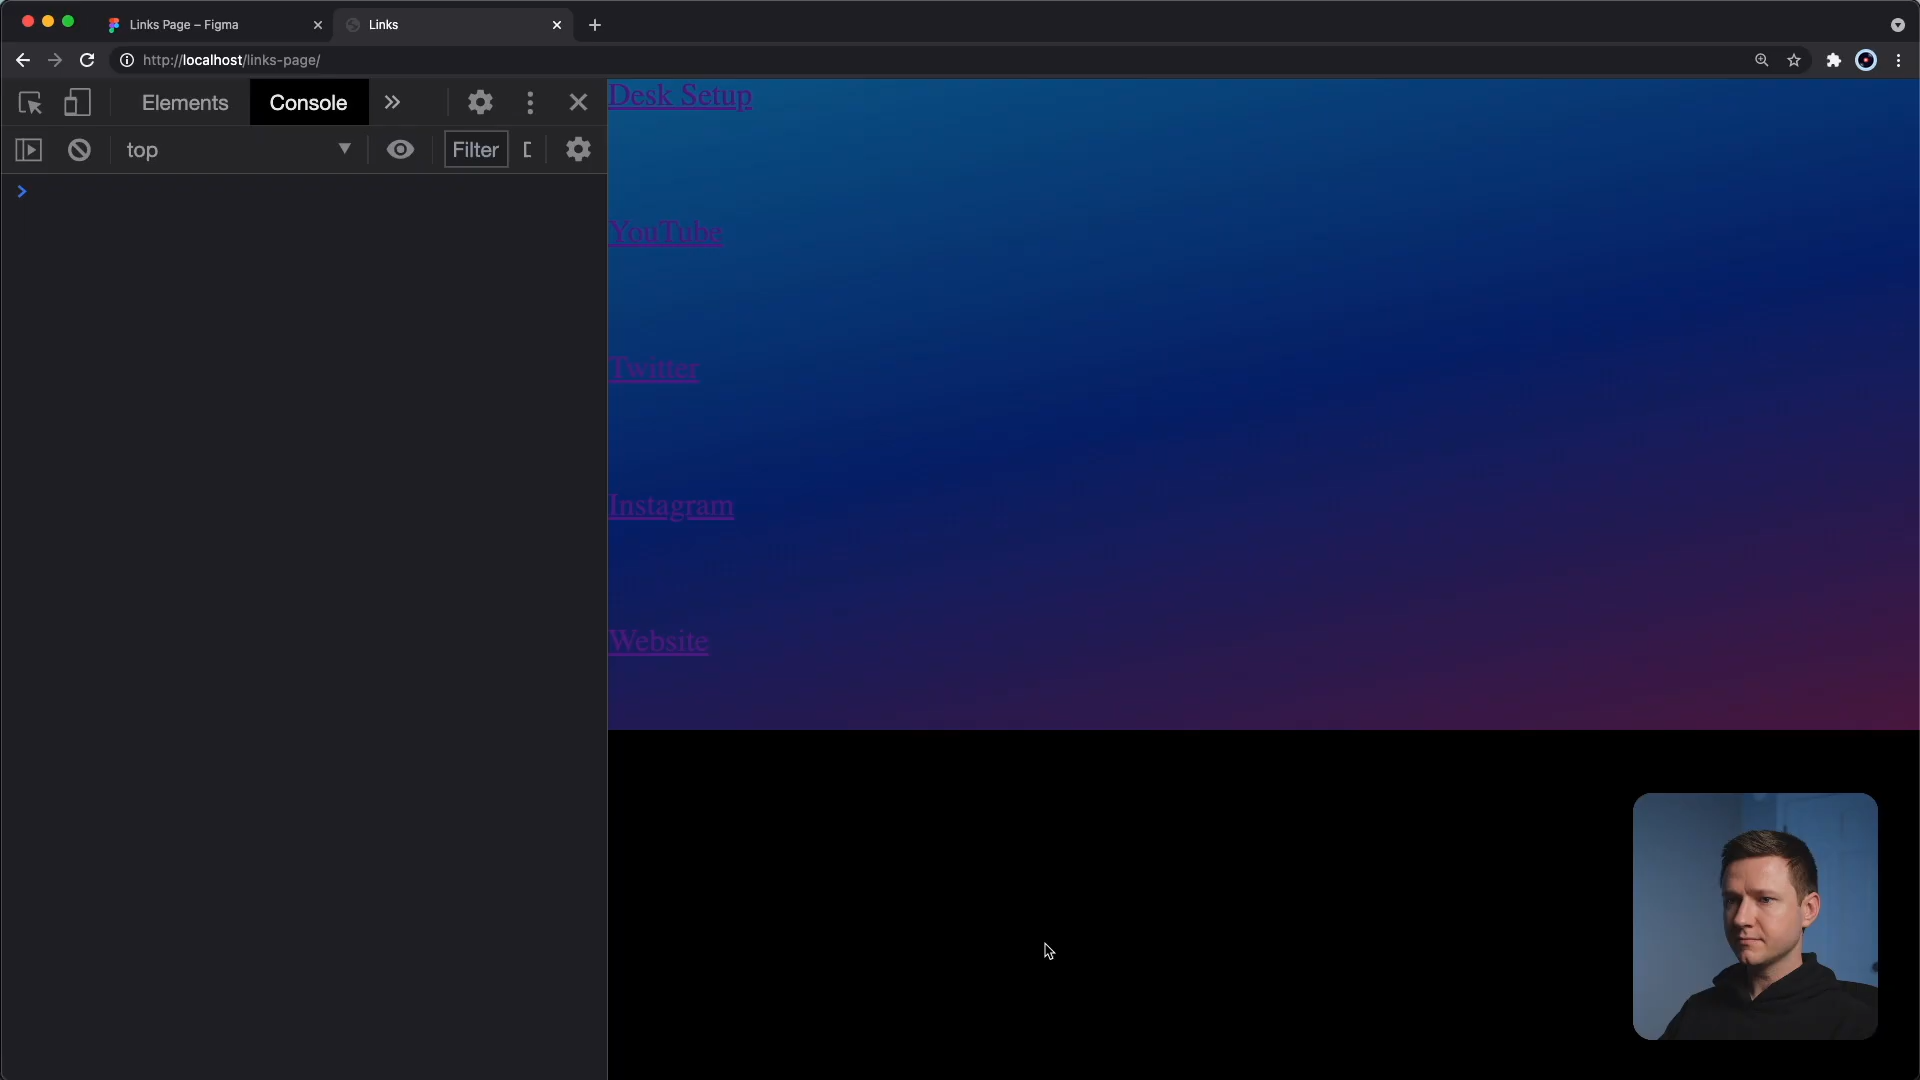 Links Page – Figma
Links
http://localhost/links-page/
Elements
Console
top
Filter
Desk Setup
YouTube
Twitter
Instagram
Website